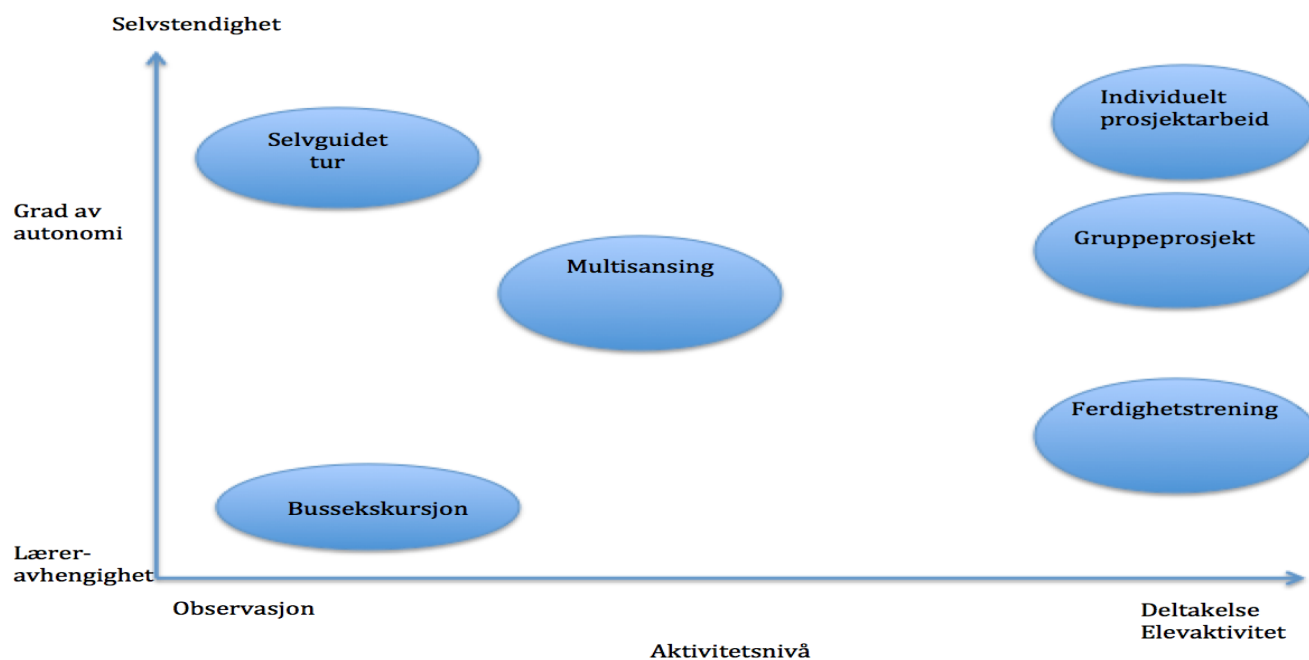 Selvstendighet
Individuelt
prosjektarbeid
Selvguidet
tur
Grad av
autonomi
Gruppeprosjekt
Multisansing
Ferdighetstrening
Bussekskursjon
Lærer-
avhengighet
Observasjon
Deltakelse
Elevaktivitet
Aktivitetsnivå